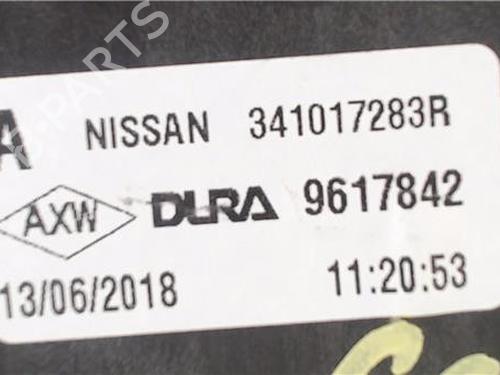 A NISSAN 341017283R
AXW DURA 9617842
13/06/2018 11:20:53